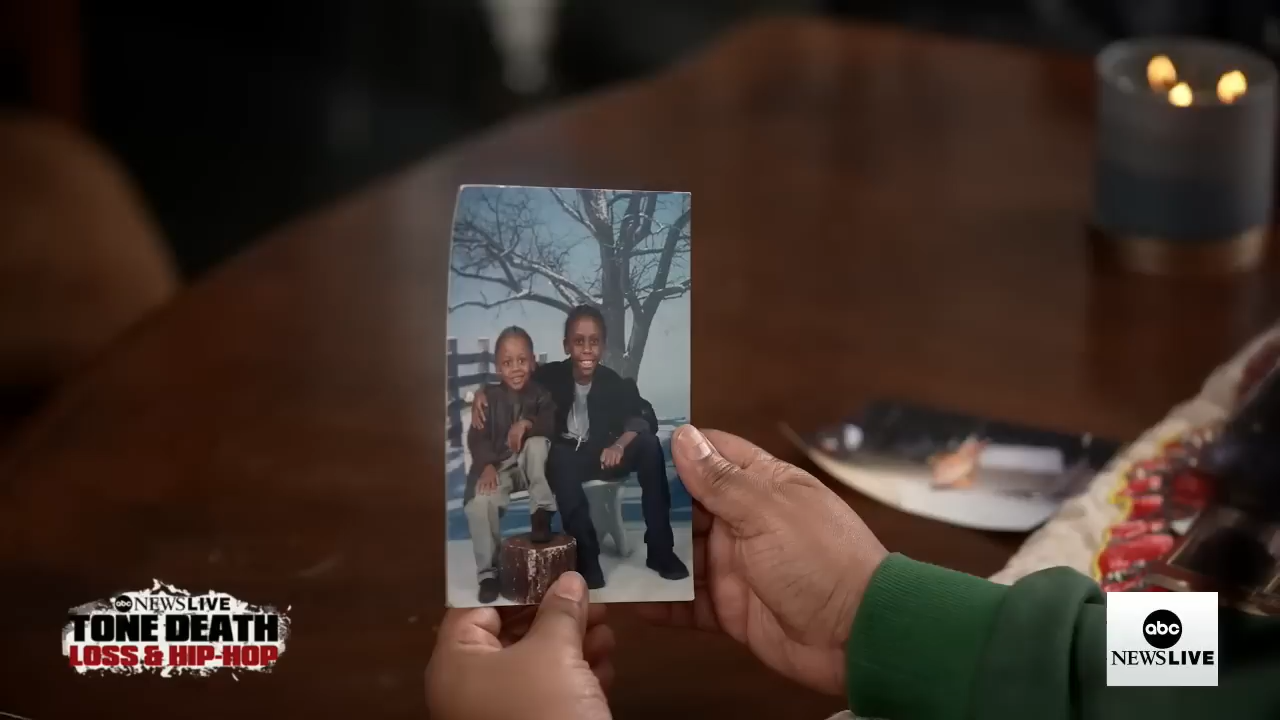 abc NEWS LIVE
TONE DEATH
LOSS & HIP-HOP
abc
NEWS LIVE